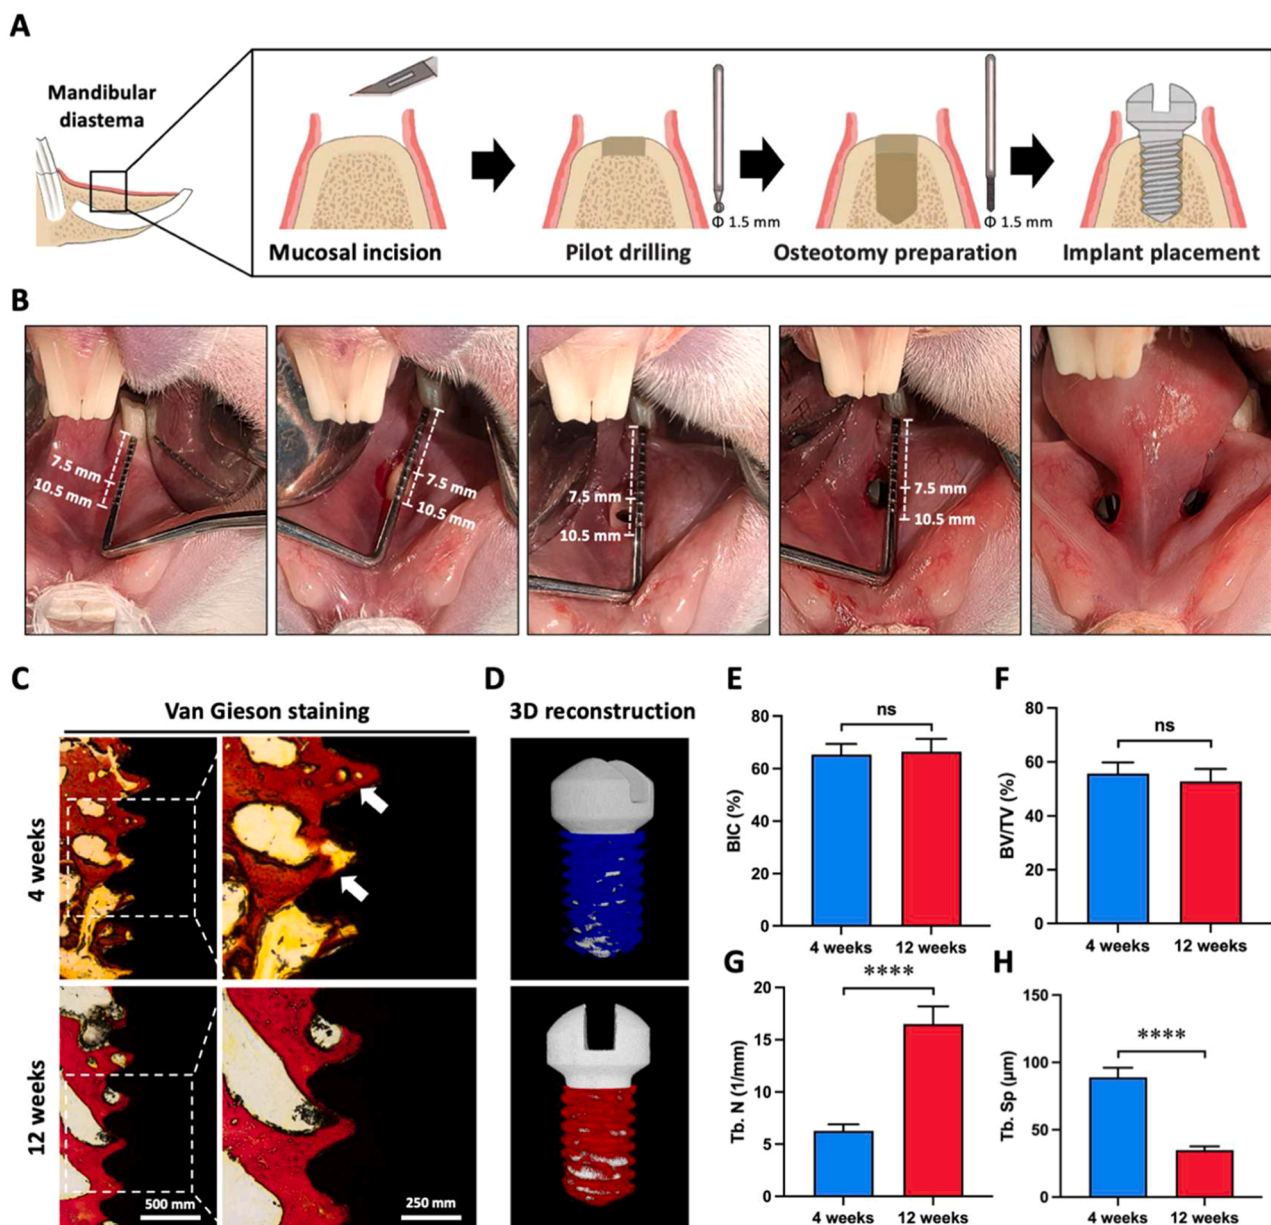 A
Mandibular
diastema
Φ 1.5 mm
Φ 1.5 mm
Mucosal incision
Pilot drilling
Osteotomy preparation
Implant placement
B
7.5 mm
10.5 mm
7.5 mm
10.5 mm
7.5 mm
10.5 mm
7.5 mm
10.5 mm
C
Van Gieson staining
4 weeks
12 weeks
500 mm
250 mm
D
3D reconstruction
E
80
60
40
20
0
BIC (%)
ns
4 weeks
12 weeks
F
80
60
40
20
0
BV/TV (%)
ns
4 weeks
12 weeks
G
20
15
10
5
0
Tb. N (1/mm)
****
4 weeks
12 weeks
H
150
100
50
0
Tb. Sp (µm)
****
4 weeks
12 weeks